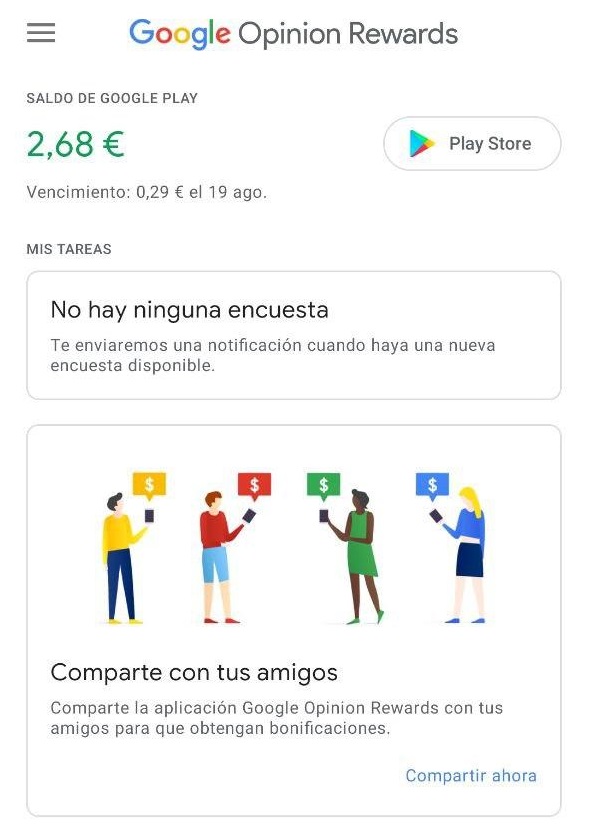 Google Opinion Rewards
SALDO DE GOOGLE PLAY
2,68 €
Play Store
Vencimiento: 0,29 € el 19 ago.
MIS TAREAS
No hay ninguna encuesta
Te enviaremos una notificación cuando haya una nueva
encuesta disponible.
$ $ $ $
Comparte con tus amigos
Comparte la aplicación Google Opinion Rewards con tus
amigos para que obtengan bonificaciones.
Compartir ahora